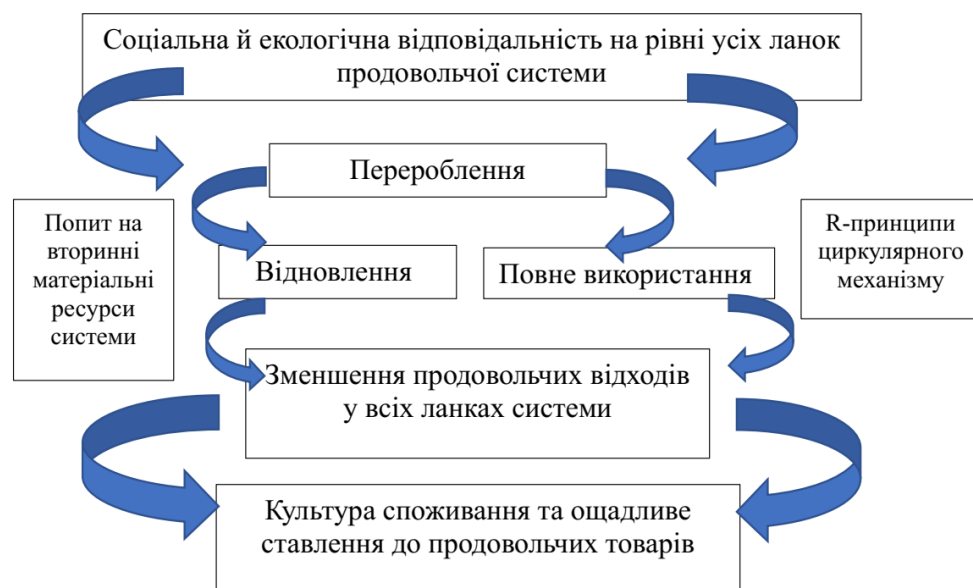 Соціальна й екологічна відповідальність на рівні усіх ланок
продовольчої системи
Перероблення
Попит на
вторинні
матеріальні
ресурси
системи
R-принципи
циркулярного
механізму
Відновлення
Повне використання
Зменшення продовольчих відходів
у всіх ланках системи
Культура споживання та ощадливе
ставлення до продовольчих товарів